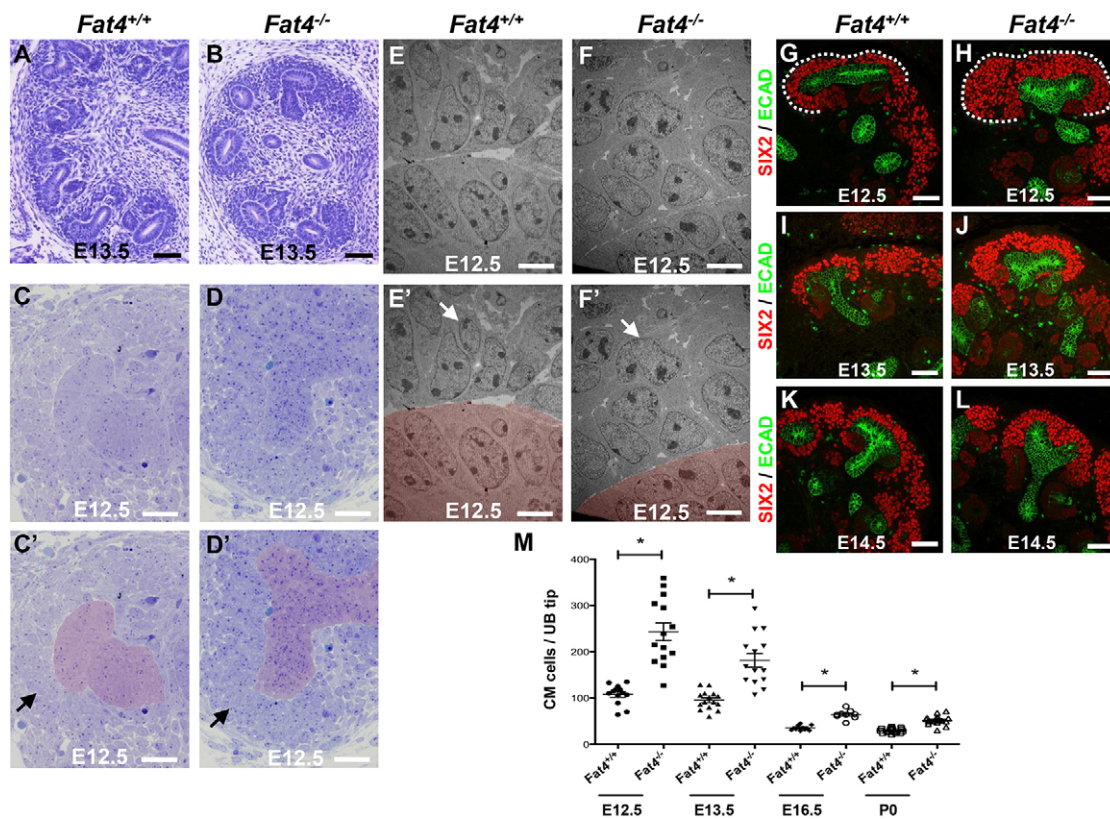 Fat4+/+ Fat4-/- Fat4+/+ Fat4-/- Fat4+/+ Fat4-/-
A B E F G H
SIX2 / ECAD
E13.5 E13.5 E12.5 E12.5 E12.5 E12.5
C D E' F' I J
SIX2 / ECAD
E12.5 E12.5 E12.5 E12.5 E13.5 E13.5
C' D' K L
SIX2 / ECAD
E14.5 E14.5
E12.5 E12.5
M
* * * *
CM cells / UB tip
400
300
200
100
0
Fat4+/+ Fat4-/- Fat4+/+ Fat4-/- Fat4+/+ Fat4-/- Fat4+/+ Fat4-/-
E12.5 E13.5 E16.5 P0